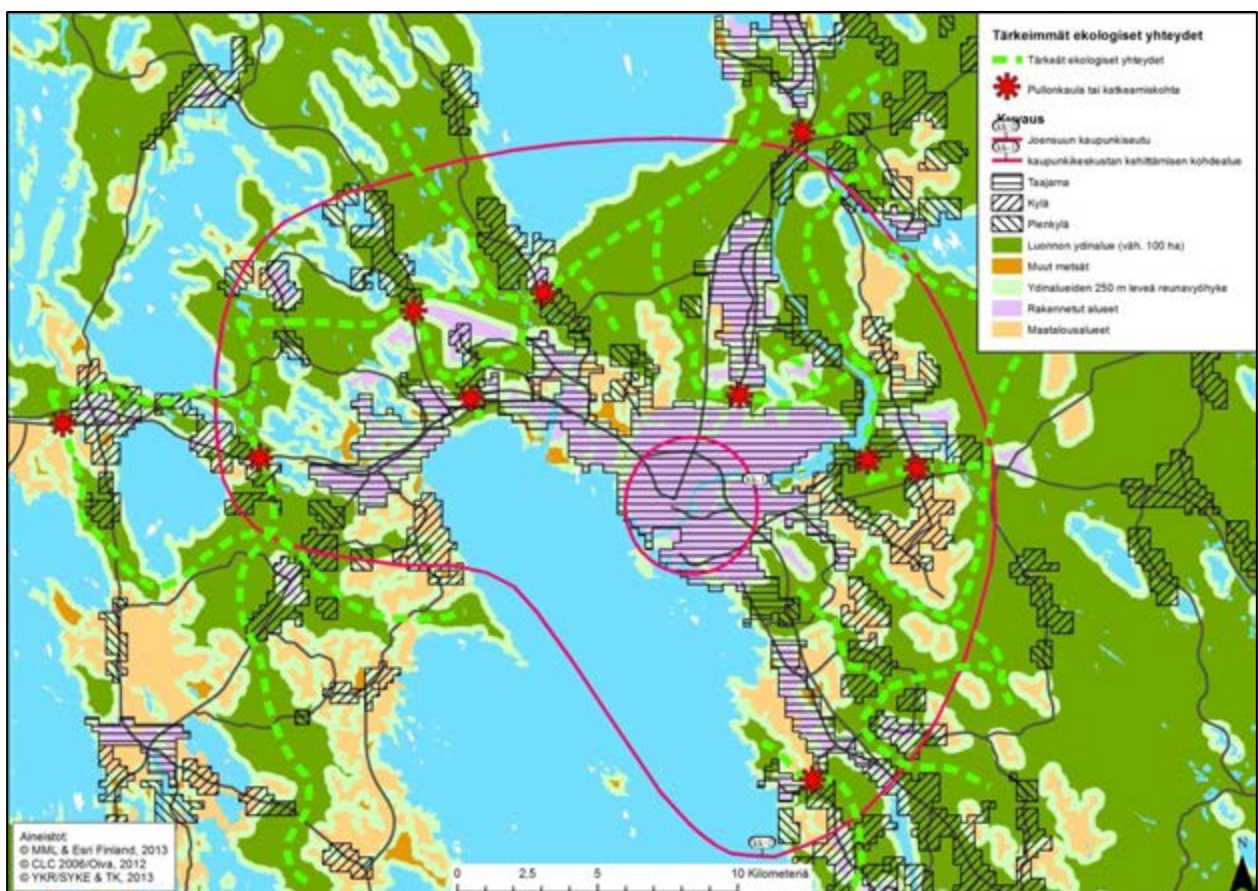 Tärkeimmät ekologiset yhteydet
Tärkeät ekologiset yhteydet
Pullonkaula tai katkeamiskohta
Joensuun kaupunkiseutu
kaupunkikeskustan kehittämisen kohdealue
Taajama
Kylä
Pienkylä
Luonnon ydinalue (väh. 100 ha)
Muut metsät
Ydinalueiden 250 m leveä reunavyöhyke
Rakennetut alueet
Maatalousalueet
Aineistot:
© MML & Esri Finland, 2013
© CLC 2006/Oiva, 2012
© YKR/SYKE & TK, 2013
0 2,5 5 10 Kilometeriä
N